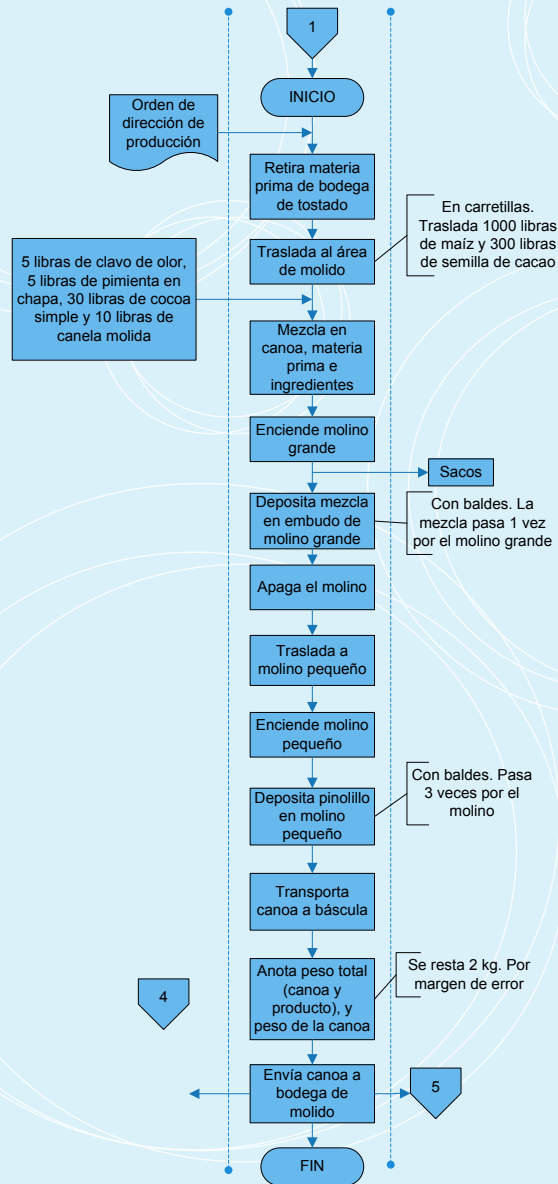 1
INICIO
Orden de
dirección de
producción
Retira materia
prima de bodega
de tostado
En carretillas.
Traslada 1000 libras
de maíz y 300 libras
de semilla de cacao
Traslada al área
de molido
5 libras de clavo de olor,
5 libras de pimienta en
chapa, 30 libras de cocoa
simple y 10 libras de
canela molida
Mezcla en
canoa, materia
prima e
ingredientes
Enciende molino
grande
Sacos
Deposita mezcla
en embudo de
molino grande
Con baldes. La
mezcla pasa 1 vez
por el molino grande
Apaga el molino
Traslada a
molino pequeño
Enciende molino
pequeño
Con baldes. Pasa
3 veces por el
molino
Deposita pinolillo
en molino
pequeño
Transporta
canoa a báscula
Anota peso total
(canoa y
producto), y
peso de la canoa
Se resta 2 kg. Por
margen de error
4
Envía canoa a
bodega de
molido
5
FIN